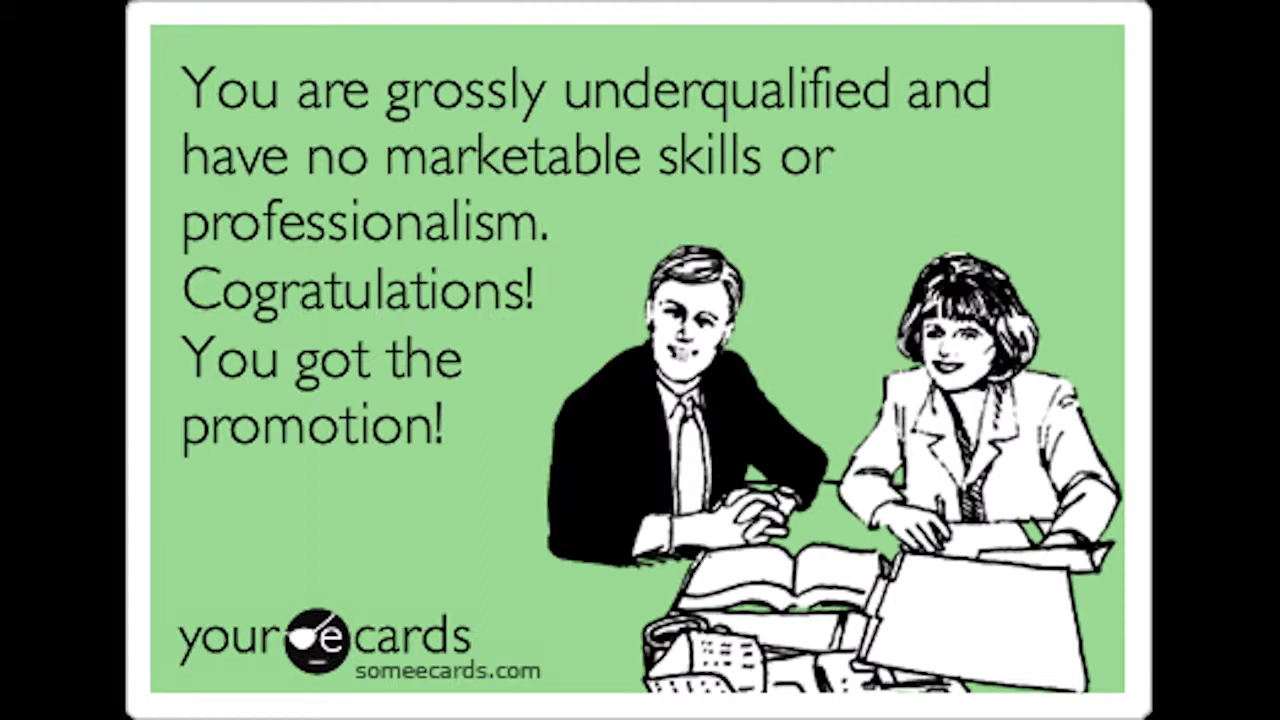 You are grossly underqualified and
have no marketable skills or
professionalism.
Cogratulations!
You got the
promotion!
your e cards
someecards.com